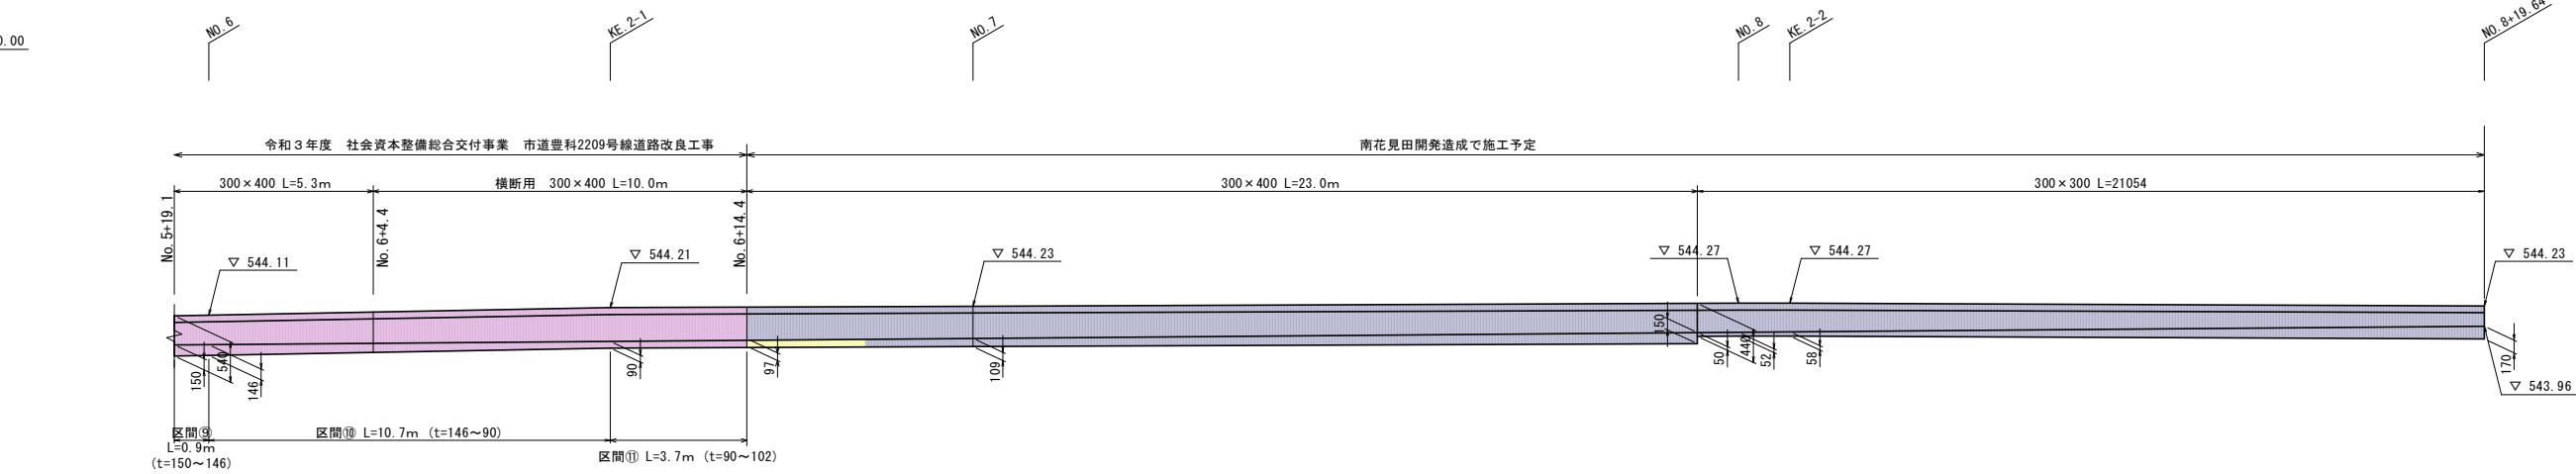 0.00
NO.6
KE.2-1
NO.7
NO.8
KE.2-2
NO.8+19.64
令和3年度　社会資本整備総合交付事業　市道豊科2209号線道路改良工事
南花見田開発造成で施工予定
300×400 L=5.3m
横断用　300×400 L=10.0m
300×400 L=23.0m
300×300 L=21054
No.5+19.1
No.6+4.4
No.6+14.4
▽ 544.11
▽ 544.21
▽ 544.23
▽ 544.27
▽ 544.27
▽ 544.23
150
540
146
90
97
109
150
50
440
52
58
170
▽ 543.96
区間⑨
L=0.9m
(t=150～146)
区間⑩ L=10.7m (t=146～90)
区間⑪ L=3.7m (t=90～102)